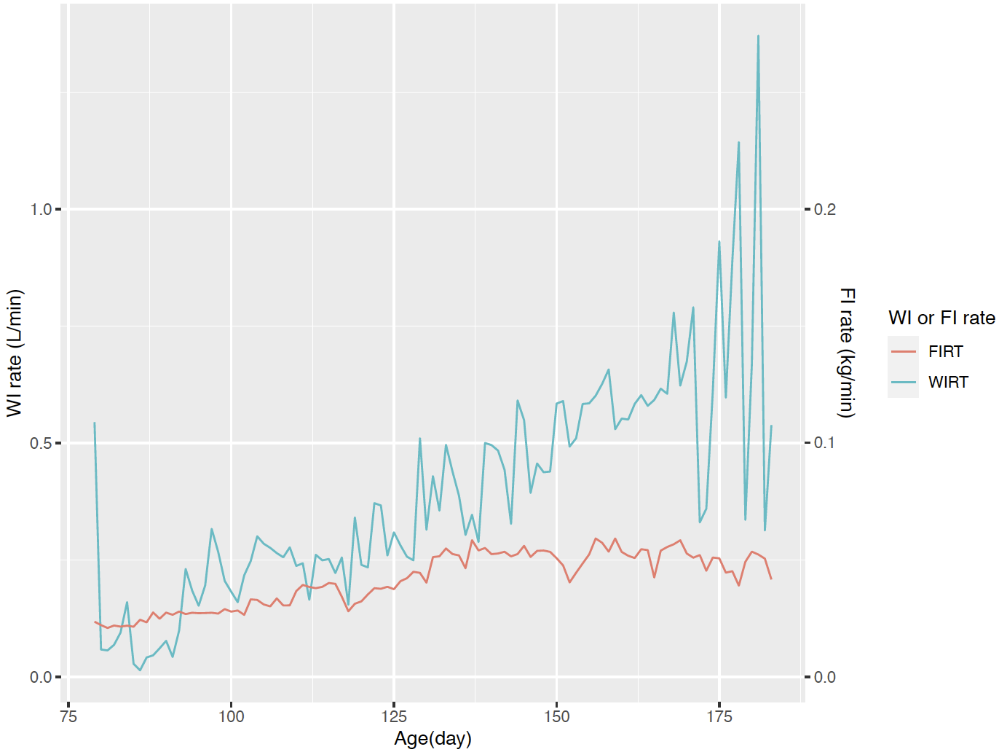 WI rate (L/min)
1.0
0.5
0.0
75
100
125
150
175
Age(day)
0.2
0.1
0.0
FI rate (kg/min)
WI or FI rate
FIRT
WIRT